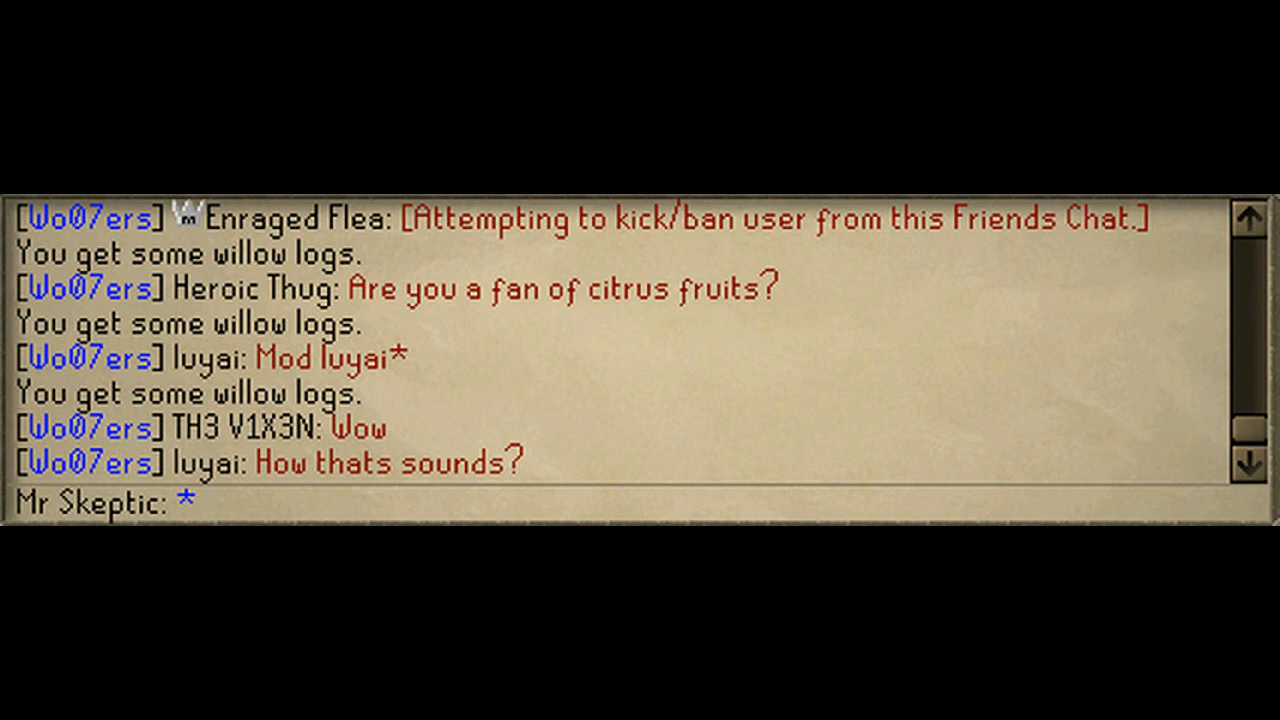 [Wo07ers] Enraged Flea: [Attempting to kick/ban user from this Friends Chat.]
You get some willow logs.
[Wo07ers] Heroic Thug: Are you a fan of citrus fruits?
You get some willow logs.
[Wo07ers] luyai: Mod luyai*
You get some willow logs.
[Wo07ers] TH3 V1X3N: Wow
[Wo07ers] luyai: How thats sounds?
Mr Skeptic: *